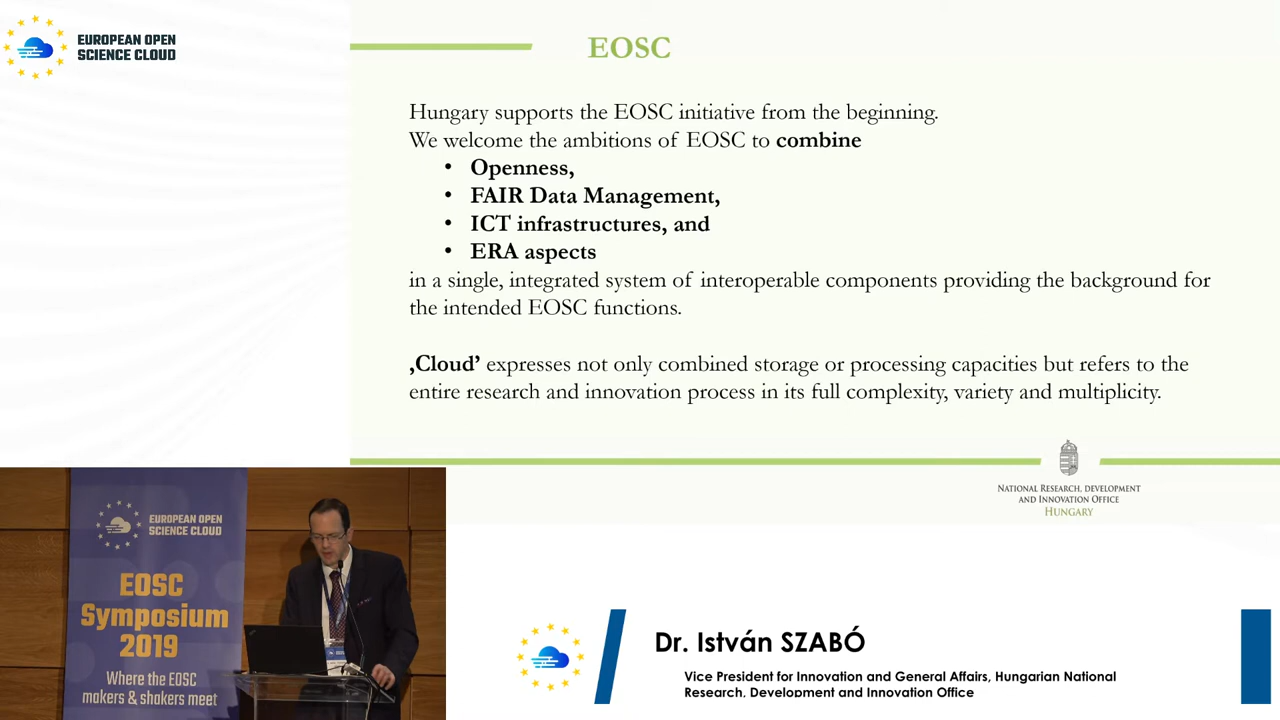 EUROPEAN OPEN
SCIENCE CLOUD
EOSC
Hungary supports the EOSC initiative from the beginning.
We welcome the ambitions of EOSC to combine
• Openness,
• FAIR Data Management,
• ICT infrastructures, and
• ERA aspects
in a single, integrated system of interoperable components providing the background for
the intended EOSC functions.
‚Cloud’ expresses not only combined storage or processing capacities but refers to the
entire research and innovation process in its full complexity, variety and multiplicity.
NATIONAL RESEARCH, DEVELOPMENT
AND INNOVATION OFFICE
HUNGARY
EUROPEAN OPEN
SCIENCE CLOUD
EOSC
Symposium
2019
Where the EOSC
makers & shakers meet
Dr. István SZABÓ
Vice President for Innovation and General Affairs, Hungarian National
Research, Development and Innovation Office